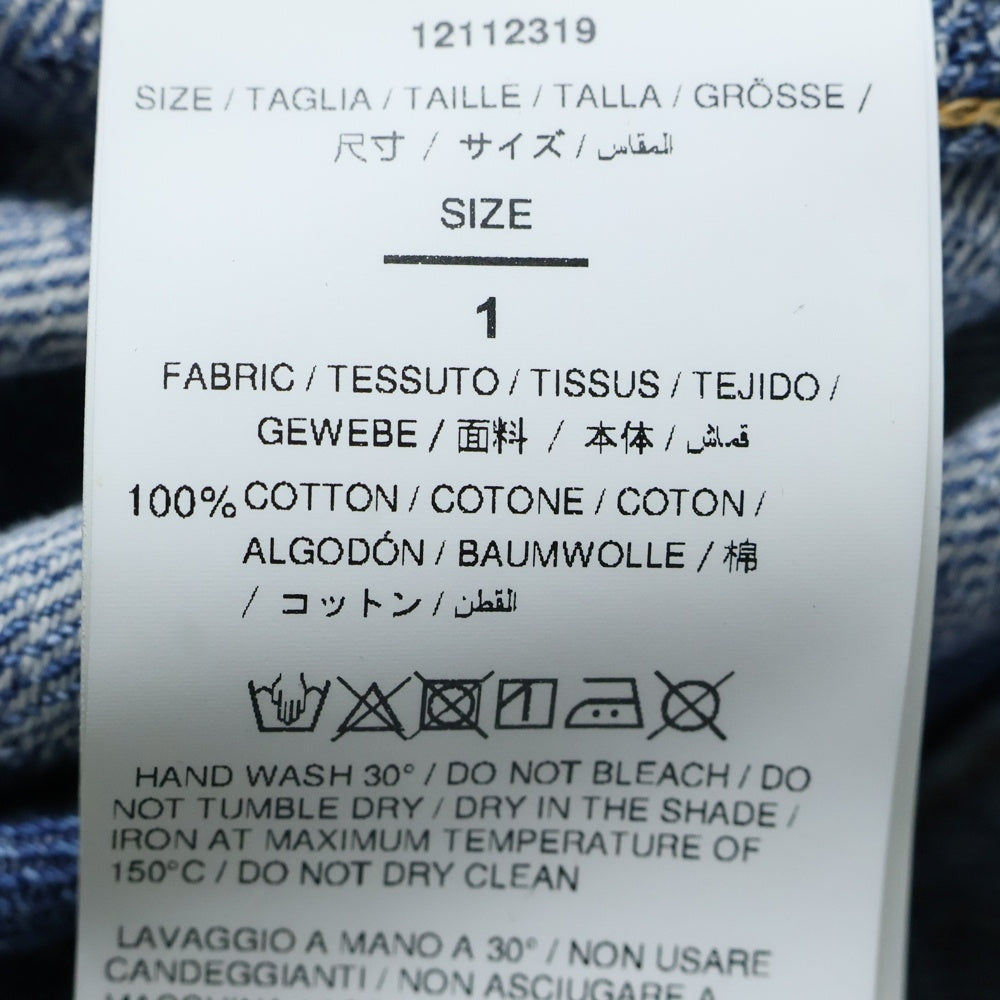 12112319
SIZE / TAGLIA / TAILLE / TALLA / GRÖSSE /
尺寸 / サイズ / المقاس
SIZE
1
FABRIC / TESSUTO / TISSUS / TEJIDO /
GEWEBE / 面料 / 本体 / قماش
100% COTTON / COTONE / COTON /
ALGODÓN / BAUMWOLLE / 棉
/ コットン / القطن
HAND WASH 30° / DO NOT BLEACH / DO
NOT TUMBLE DRY / DRY IN THE SHADE /
IRON AT MAXIMUM TEMPERATURE OF
150°C / DO NOT DRY CLEAN
LAVAGGIO A MANO A 30° / NON USARE
CANDEGGIANTI / NON ASCIUGARE A